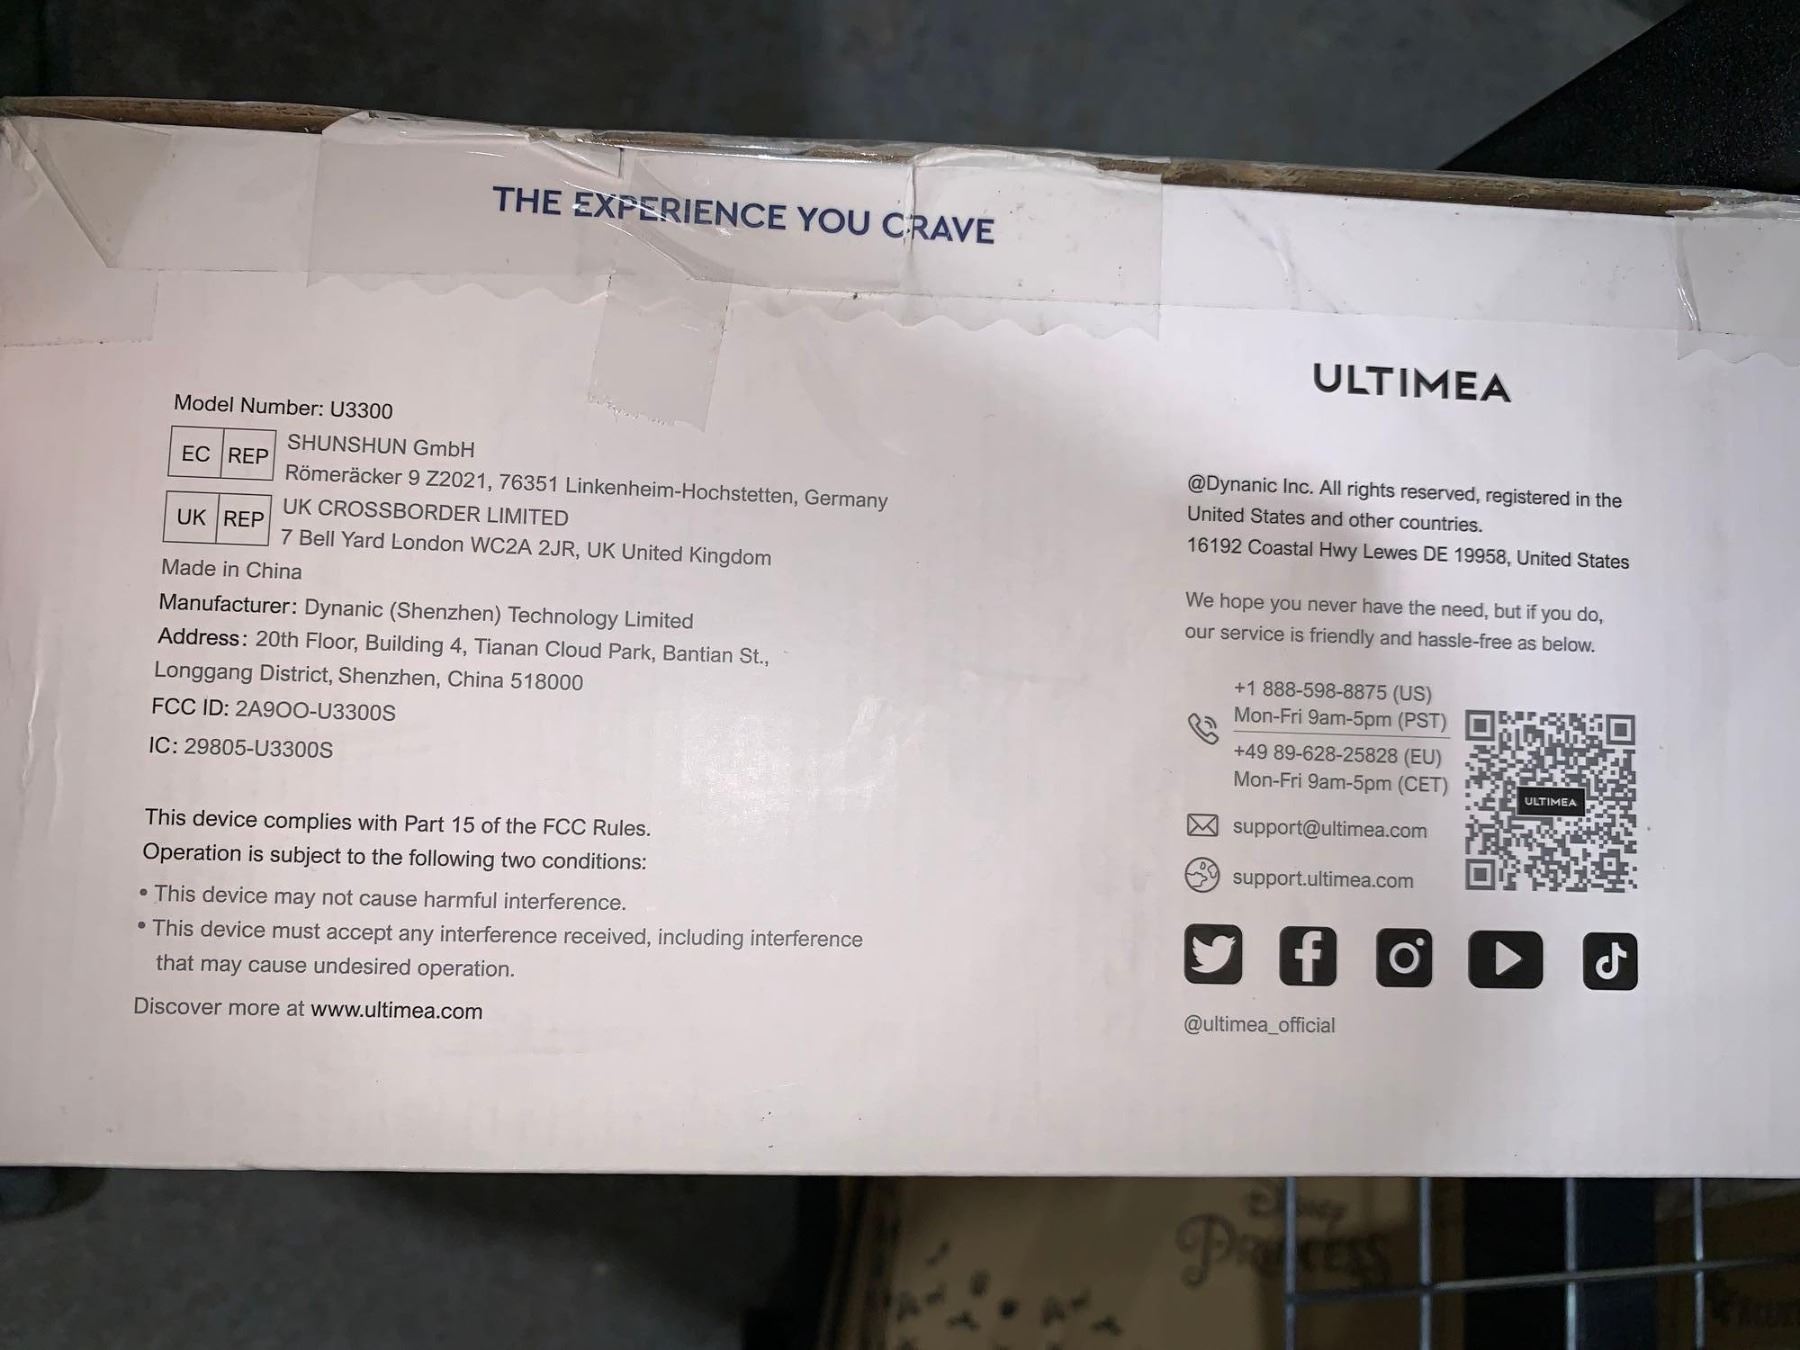 THE EXPERIENCE YOU CRAVE
Model Number: U3300
EC REP
SHUNSHUN GmbH
Römeräcker 9 Z2021, 76351 Linkenheim-Hochstetten, Germany
UK REP
UK CROSSBORDER LIMITED
7 Bell Yard London WC2A 2JR, UK United Kingdom
Made in China
Manufacturer: Dynanic (Shenzhen) Technology Limited
Address: 20th Floor, Building 4, Tianan Cloud Park, Bantian St.,
Longgang District, Shenzhen, China 518000
FCC ID: 2A9OO-U3300S
IC: 29805-U3300S
This device complies with Part 15 of the FCC Rules.
Operation is subject to the following two conditions:
• This device may not cause harmful interference.
• This device must accept any interference received, including interference
that may cause undesired operation.
Discover more at www.ultimea.com
ULTIMEA
@Dynanic Inc. All rights reserved, registered in the
United States and other countries.
16192 Coastal Hwy Lewes DE 19958, United States
We hope you never have the need, but if you do,
our service is friendly and hassle-free as below.
+1 888-598-8875 (US)
Mon-Fri 9am-5pm (PST)
+49 89-628-25828 (EU)
Mon-Fri 9am-5pm (CET)
ULTIMEA
support@ultimea.com
support.ultimea.com
@ultimea_official
Disney
PRINCESS